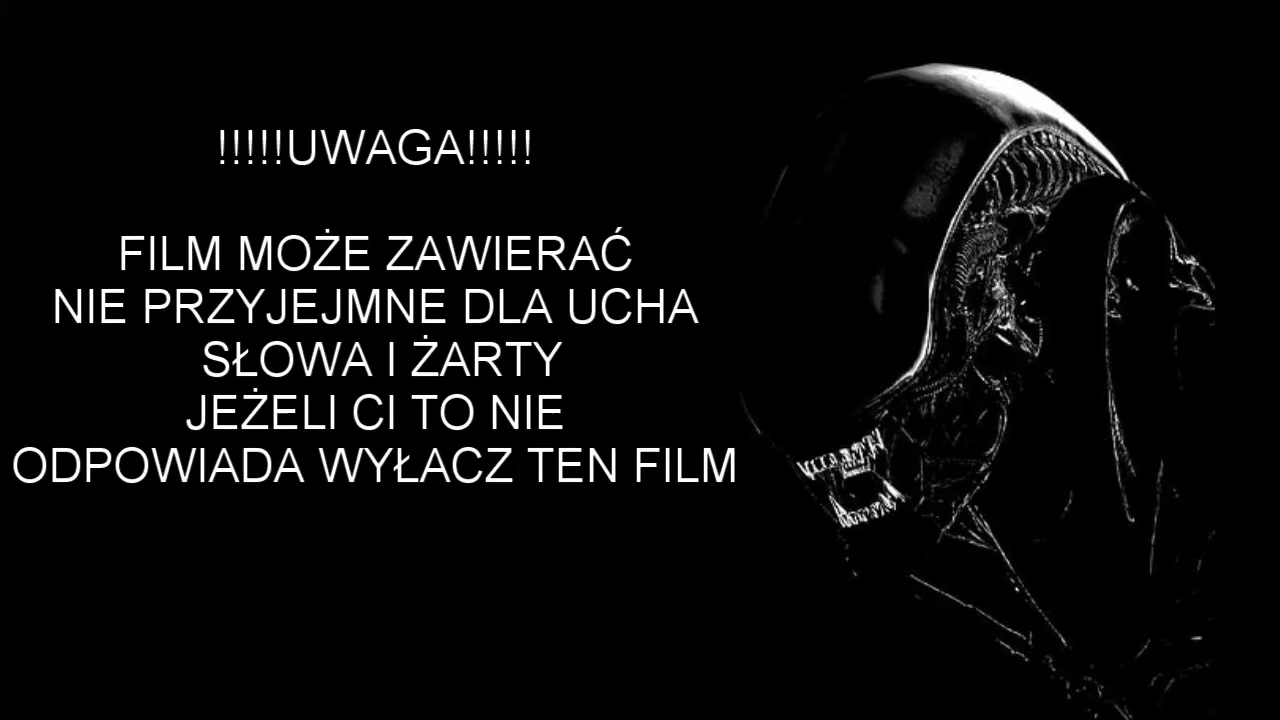 !!!!!UWAGA!!!!!
FILM MOŻE ZAWIERAĆ
NIE PRZYJEJMNE DLA UCHA
SŁOWA I ŻARTY
JEŻELI CI TO NIE
ODPOWIADA WYŁACZ TEN FILM